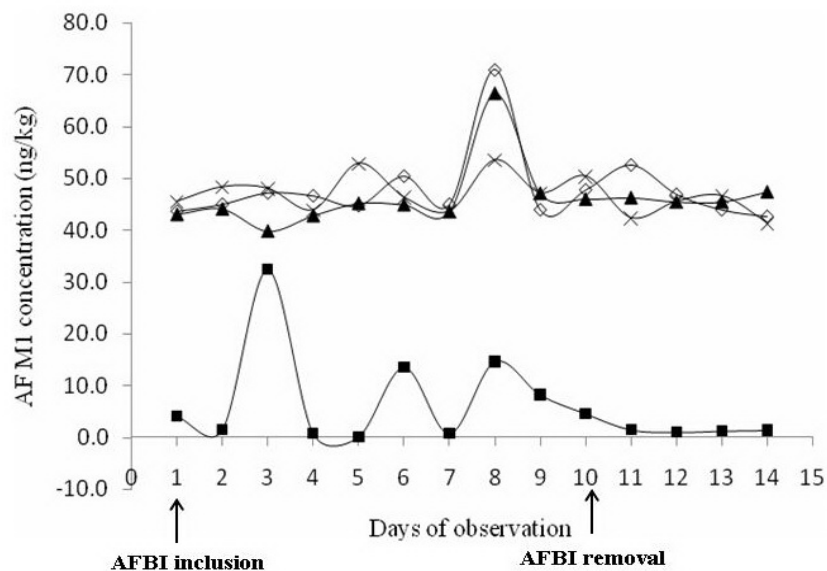 80.0
70.0
60.0
50.0
40.0
30.0
20.0
10.0
0.0
-10.0
AFM1 concentration (ng/kg)
0 1 2 3 4 5 6 7 8 9 10 11 12 13 14 15
Days of observation
AFBI inclusion
AFBI removal